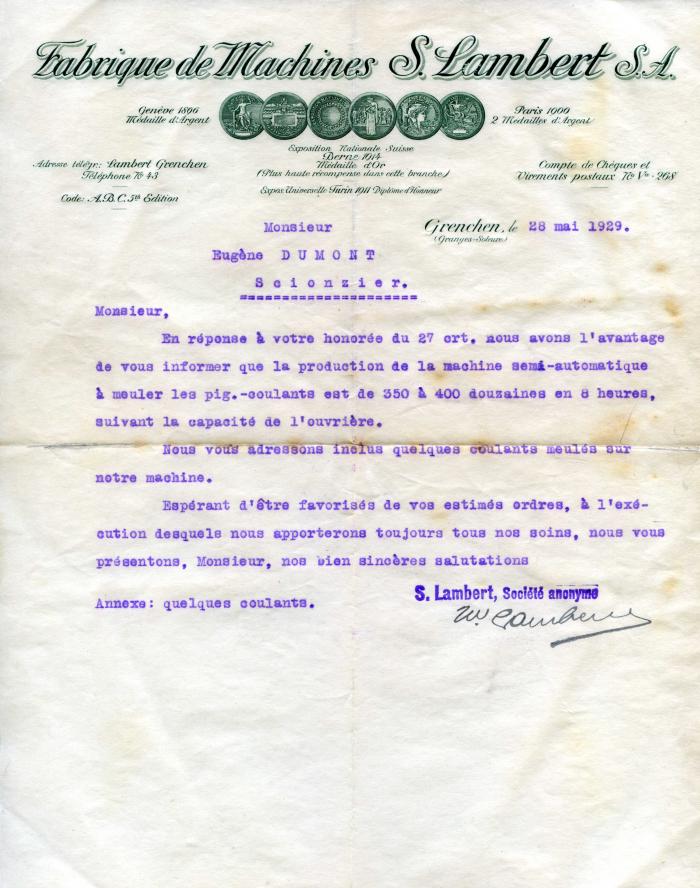 Fabrique de Machines S. Lambert S.A.
Genève 1896
Médaille d'Argent
Paris 1900
2 Médailles d'Argent
Exposition Nationale Suisse
Berne 1914
Médaille d'Or
(Plus haute récompense dans cette branche)
Expos. Universelle Turin 1911 Diplôme d'Honneur
Adresse télégr.: Lambert Grenchen
Téléphone № 43
Code: A.B.C. 5th Edition
Compte de Chèques et
Virements postaux № Va 268
Grenchen, le 28 mai 1929.
(Granges-Soleure)
Monsieur
Eugène DUMONT
Scionzier.
Monsieur,
En réponse à votre honorée du 27 crt. nous avons l'avantage
de vous informer que la production de la machine semi-automatique
à meuler les pig.-coulants est de 350 à 400 douzaines en 8 heures,
suivant la capacité de l'ouvrière.
Nous vous adressons inclus quelques coulants meulés sur
notre machine.
Espérant d'être favorisés de vos estimés ordres, à l'exé-
cution desquels nous apporterons toujours tous nos soins, nous vous
présentons, Monsieur, nos bien sincères salutations
S. Lambert, Société anonyme
Lambert
Annexe: quelques coulants.